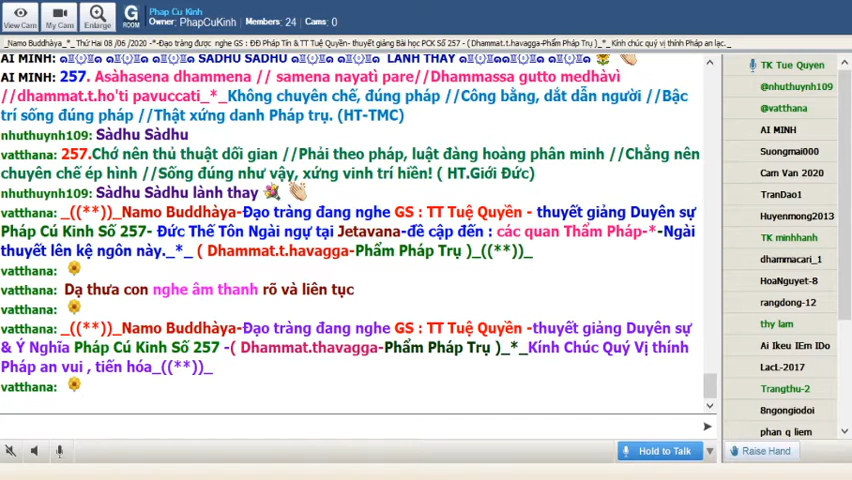 View Cam
My Cams
Enlarge
G
ROOM
Phap Cu Kinh
Owner: PhapCuKinh Members: 24 Cams: 0
_Namo Buddhàya_*_ Thứ Hai 08 /06 /2020 -*-Đạo tràng được nghe GS : ĐĐ Pháp Tín & TT Tuệ Quyền- thuyết giảng Bài học PCK Số 257 - ( Dhammat.t.havagga-Phẩm Pháp Trụ )_*_ Kính chúc quý vị thính Pháp an lạc._
AI MINH: SADHU SADHU LÀNH THAY
AI MINH: 257. Asàhasena dhammena // samena nayatì pare//Dhammassa gutto medhàvì
//dhammat.t.ho'ti pavuccati_*_Không chuyên chế, đúng pháp //Công bằng, dắt dẫn người //Bậc
trí sống đúng pháp //Thật xứng danh Pháp trụ. (HT-TMC)
nhuthuynh109: Sàdhu Sàdhu
vatthana: 257.Chớ nên thủ thuật dối gian //Phải theo pháp, luật đàng hoàng phân minh //Chẳng nên
chuyên chế ép hình //Sống đúng như vậy, xứng vinh trí hiền! ( HT.Giới Đức)
nhuthuynh109: Sàdhu Sàdhu lành thay
vatthana: _((**))_Namo Buddhàya-Đạo tràng đang nghe GS : TT Tuệ Quyền - thuyết giảng Duyên sự
Pháp Cú Kinh Số 257- Đức Thế Tôn Ngài ngự tại Jetavana-đề cập đến : các quan Thẩm Pháp-*-Ngài
thuyết lên kệ ngôn này._*_ ( Dhammat.t.havagga-Phẩm Pháp Trụ )_((**))_
vatthana:
vatthana: Dạ thưa con nghe âm thanh rõ và liên tục
vatthana:
vatthana: _((**))_Namo Buddhàya-Đạo tràng đang nghe GS : TT Tuệ Quyền -thuyết giảng Duyên sự
& Ý Nghĩa Pháp Cú Kinh Số 257 -( Dhammat.thavagga-Phẩm Pháp Trụ )_*_Kính Chúc Quý Vị thính
Pháp an vui , tiến hóa_((**))_
vatthana:
TK Tue Quyen
@nhuthuynh109
@vatthana
AI MINH
Suongmai000
Cam Van 2020
TranDao1
Huyenmong2013
TK minhhanh
dhammacari_1
HoaNguyet-8
rangdong-12
thy lam
Ai Ikeu IEm IDo
LacL-2017
Trangthu-2
8ngongiodoi
phan q liem
Hold to Talk
Raise Hand